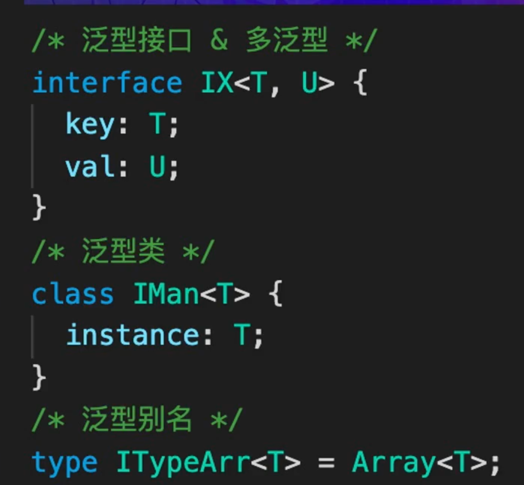 /* 泛型接口 & 多泛型 */
interface IX<T, U> {
  key: T;
  val: U;
}
/* 泛型类 */
class IMan<T> {
  instance: T;
}
/* 泛型别名 */
type ITypeArr<T> = Array<T>;